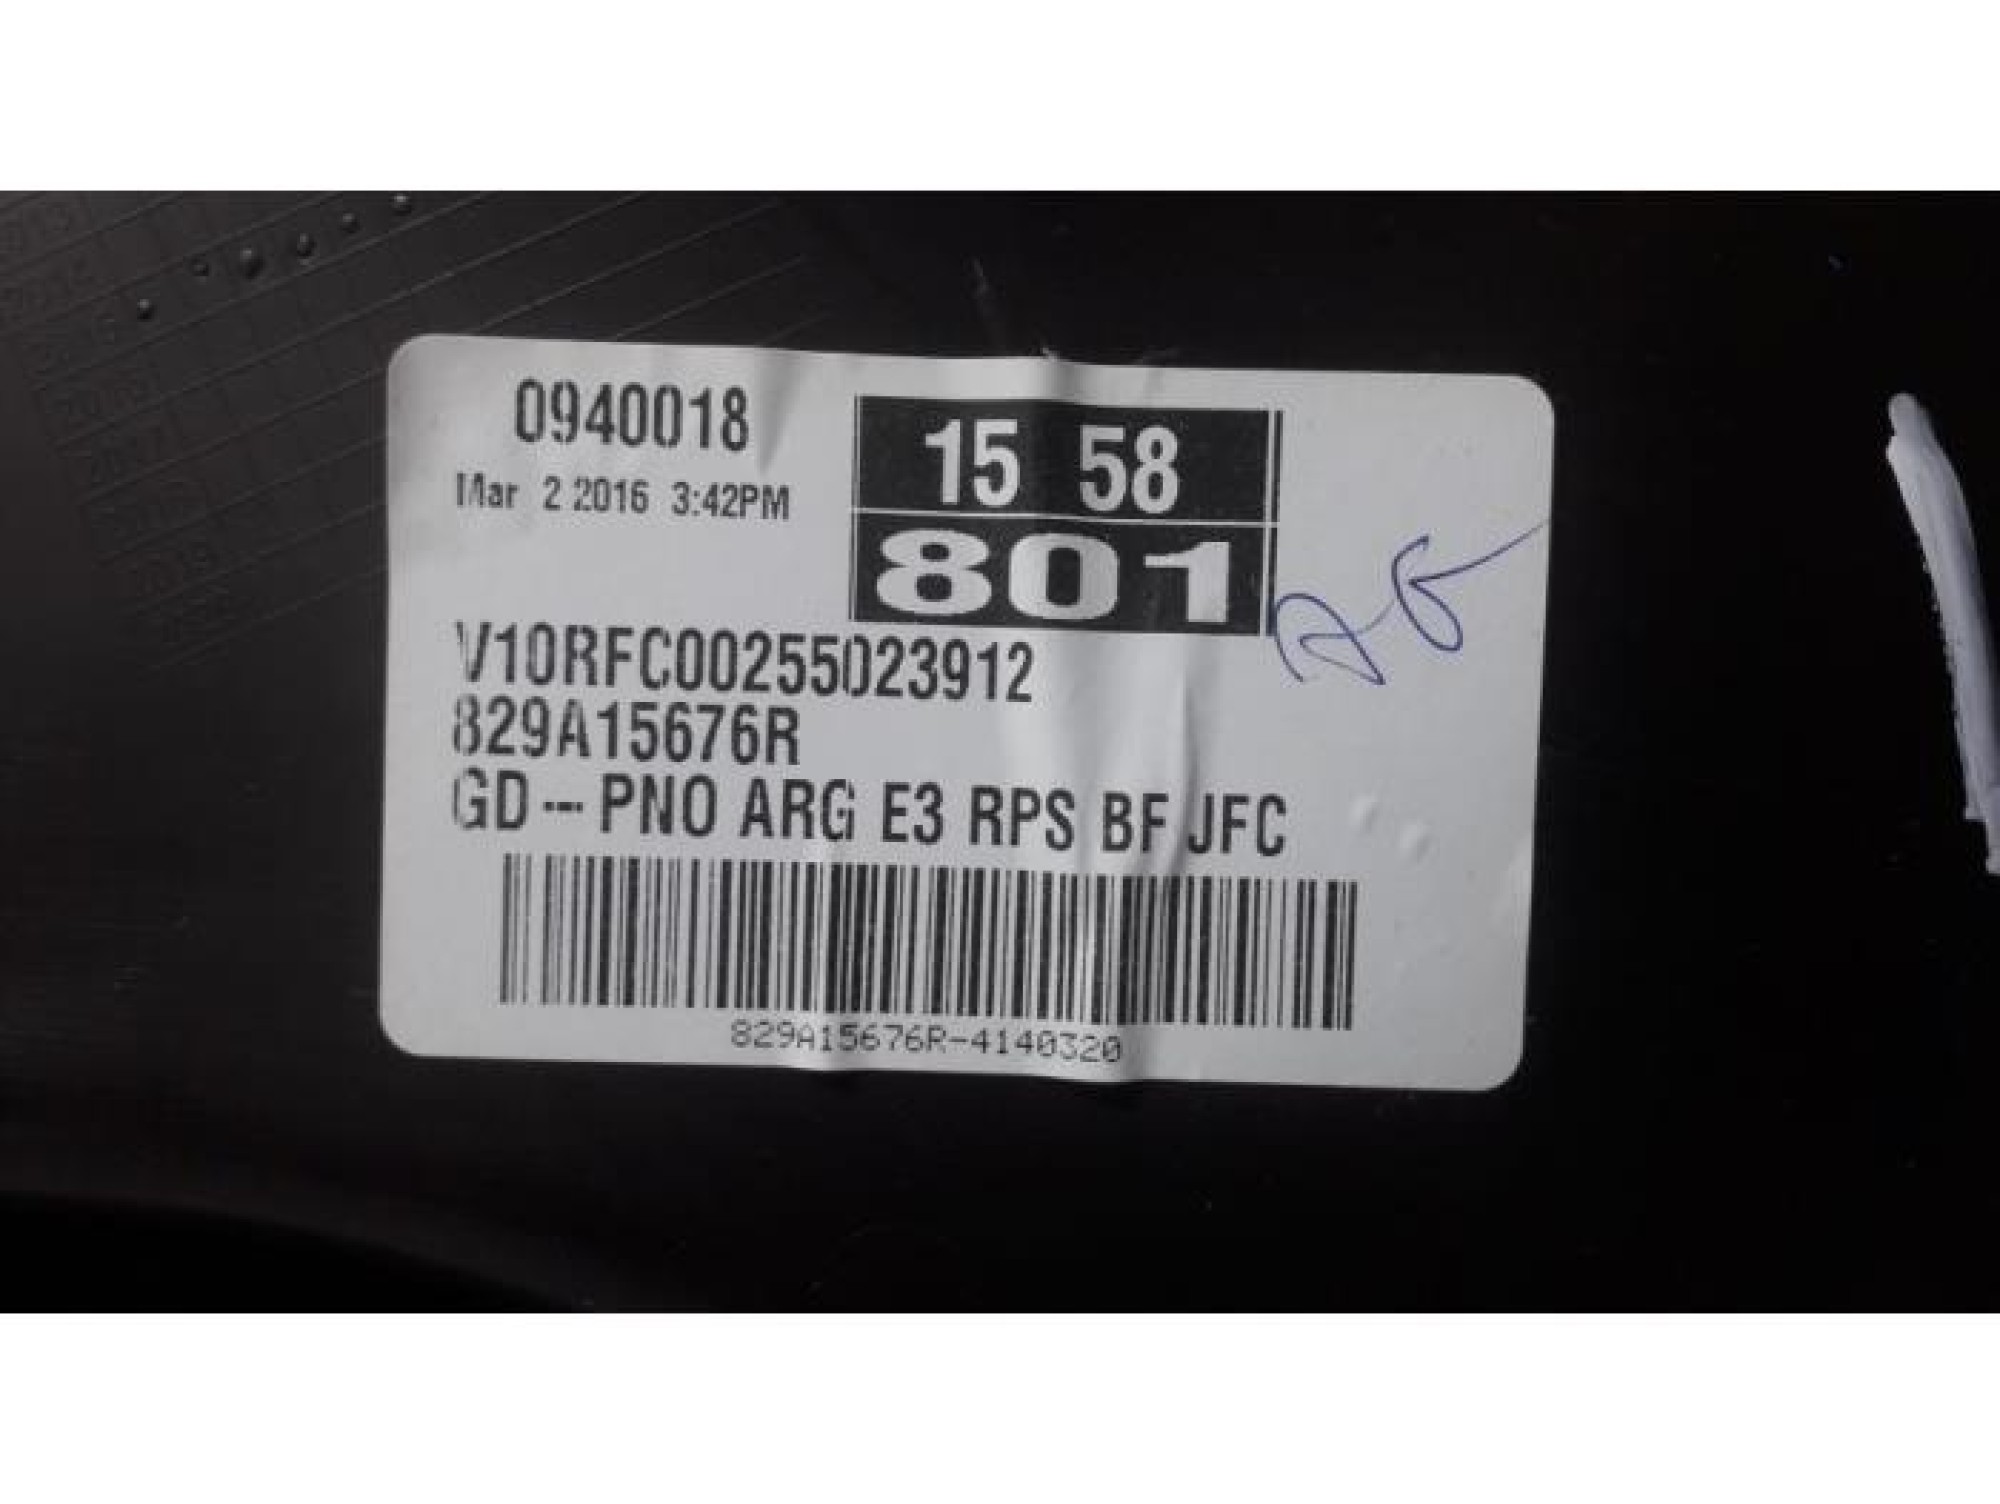 0940018
15 58
Mar 2 2016 3:42PM
801
V10RFC00255023912
829A15676R
GD --- PNO ARG E3 RPS BF JFC
829A15676R-4140320